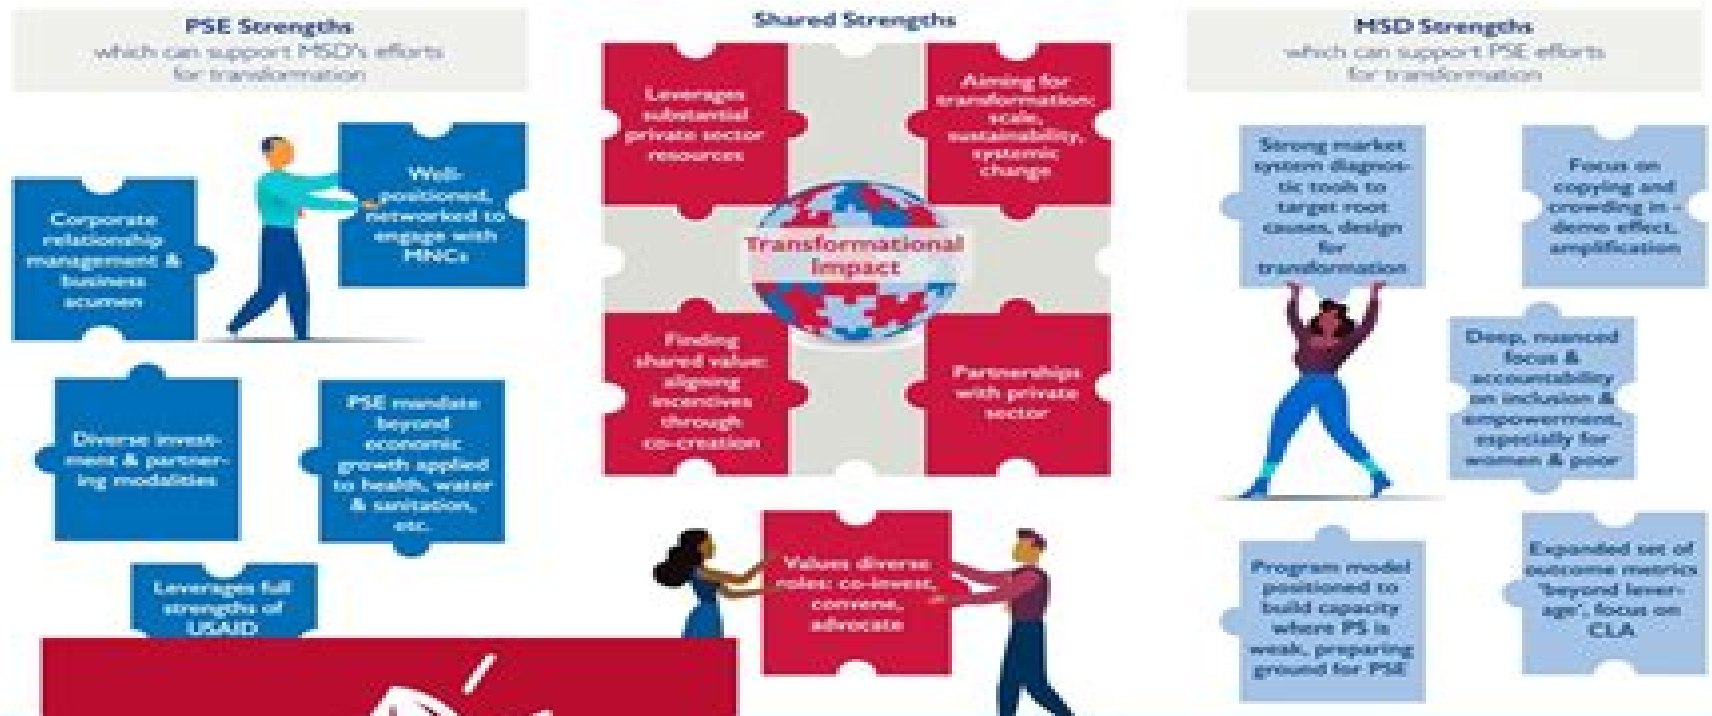 PSE Strengths
which can support MSD's efforts
for transformation
Corporate
relationship
management &
business
acumen
Well-
positioned,
networked to
engage with
MNCs
Diverse invest-
ment & partner-
ing modalities
PSE mandate
beyond
economic
growth applied
to health, water
& sanitation,
etc.
Leverages full
strengths of
USAID
Shared Strengths
Leverages
substantial
private sector
resources
Aiming for
transformation:
scale,
sustainability,
systemic
change
Transformational
Impact
Finding
shared value:
aligning
incentives
through
co-creation
Partnerships
with private
sector
Values diverse
roles: co-invest,
convene,
advocate
MSD Strengths
which can support PSE efforts
for transformation
Strong market
system diagnos-
tic tools to
target root
causes, design
for
transformation
Focus on
copying and
crowding in –
demo effect,
amplification
Deep, nuanced
focus &
accountability
on inclusion &
empowerment,
especially for
women & poor
Program model
positioned to
build capacity
where PS is
weak, preparing
ground for PSE
Expanded set of
outcome metrics
'beyond lever-
age', focus on
CLA